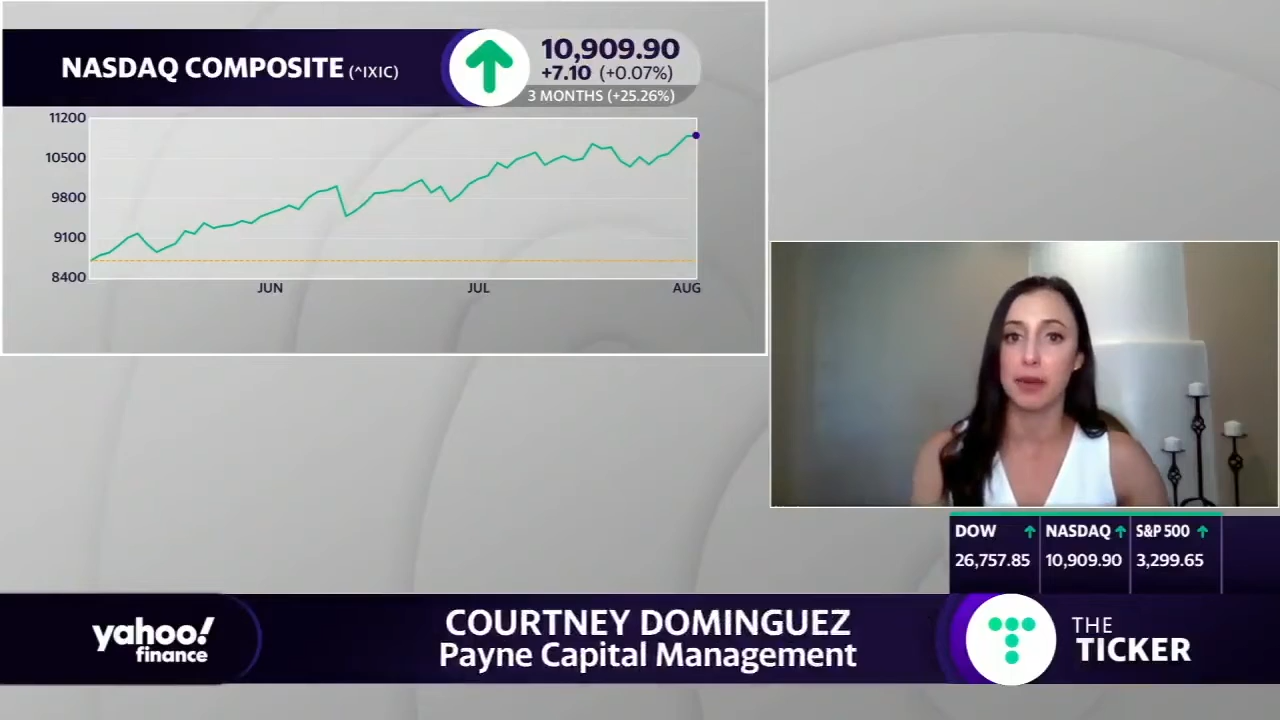 NASDAQ COMPOSITE (^IXIC)
10,909.90
+7.10 (+0.07%)
3 MONTHS (+25.26%)
11200
10500
9800
9100
8400
JUN JUL AUG
DOW NASDAQ S&P 500
26,757.85 10,909.90 3,299.65
yahoo!
finance
COURTNEY DOMINGUEZ
Payne Capital Management
THE
TICKER